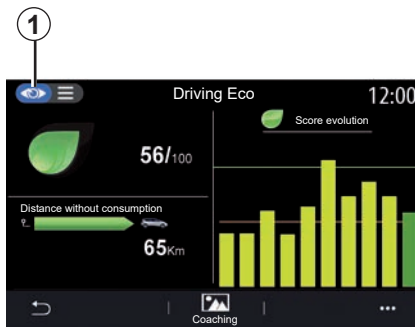 1
Driving Eco
12:00
Score evolution
56/100
Distance without consumption
65Km
Coaching